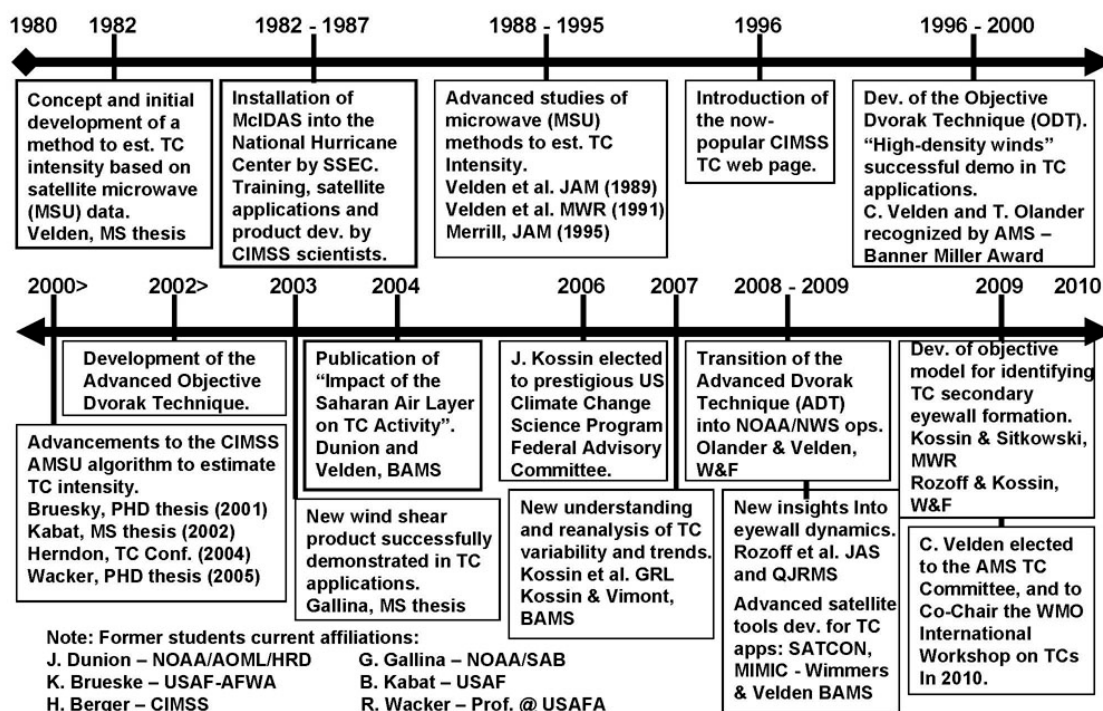 1980
1982
1982 - 1987
1988 - 1995
1996
1996 - 2000
Concept and initial
development of a
method to est. TC
intensity based on
satellite microwave
(MSU) data.
Velden, MS thesis
Installation of
McIDAS into the
National Hurricane
Center by SSEC.
Training, satellite
applications and
product dev. by
CIMSS scientists.
Advanced studies of
microwave (MSU)
methods to est. TC
Intensity.
Velden et al. JAM (1989)
Velden et al. MWR (1991)
Merrill, JAM (1995)
Introduction of
the now-
popular CIMSS
TC web page.
Dev. of the Objective
Dvorak Technique (ODT).
“High-density winds”
successful demo in TC
applications.
C. Velden and T. Olander
recognized by AMS –
Banner Miller Award
2000>
2002>
2003
2004
2006
2007
2008 - 2009
2009
2010
Development of the
Advanced Objective
Dvorak Technique.
Advancements to the CIMSS
AMSU algorithm to estimate
TC intensity.
Bruesky, PHD thesis (2001)
Kabat, MS thesis (2002)
Herndon, TC Conf. (2004)
Wacker, PHD thesis (2005)
Publication of
“Impact of the
Saharan Air Layer
on TC Activity”.
Dunion and
Velden, BAMS
New wind shear
product successfully
demonstrated in TC
applications.
Gallina, MS thesis
J. Kossin elected
to prestigious US
Climate Change
Science Program
Federal Advisory
Committee.
New understanding
and reanalysis of TC
variability and trends.
Kossin et al. GRL
Kossin & Vimont,
BAMS
Transition of the
Advanced Dvorak
Technique (ADT)
into NOAA/NWS ops.
Olander & Velden,
W&F
New insights Into
eyewall dynamics.
Rozoff et al. JAS
and QJRMS
Advanced satellite
tools dev. for TC
apps: SATCON,
MIMIC - Wimmers
& Velden BAMS
Dev. of objective
model for identifying
TC secondary
eyewall formation.
Kossin & Sitkowski,
MWR
Rozoff & Kossin,
W&F
C. Velden elected
to the AMS TC
Committee, and to
Co-Chair the WMO
International
Workshop on TCs
In 2010.
Note: Former students current affiliations:
J. Dunion – NOAA/AOML/HRD
K. Brueske – USAF-AFWA
H. Berger – CIMSS
G. Gallina – NOAA/SAB
B. Kabat – USAF
R. Wacker – Prof. @ USAFA